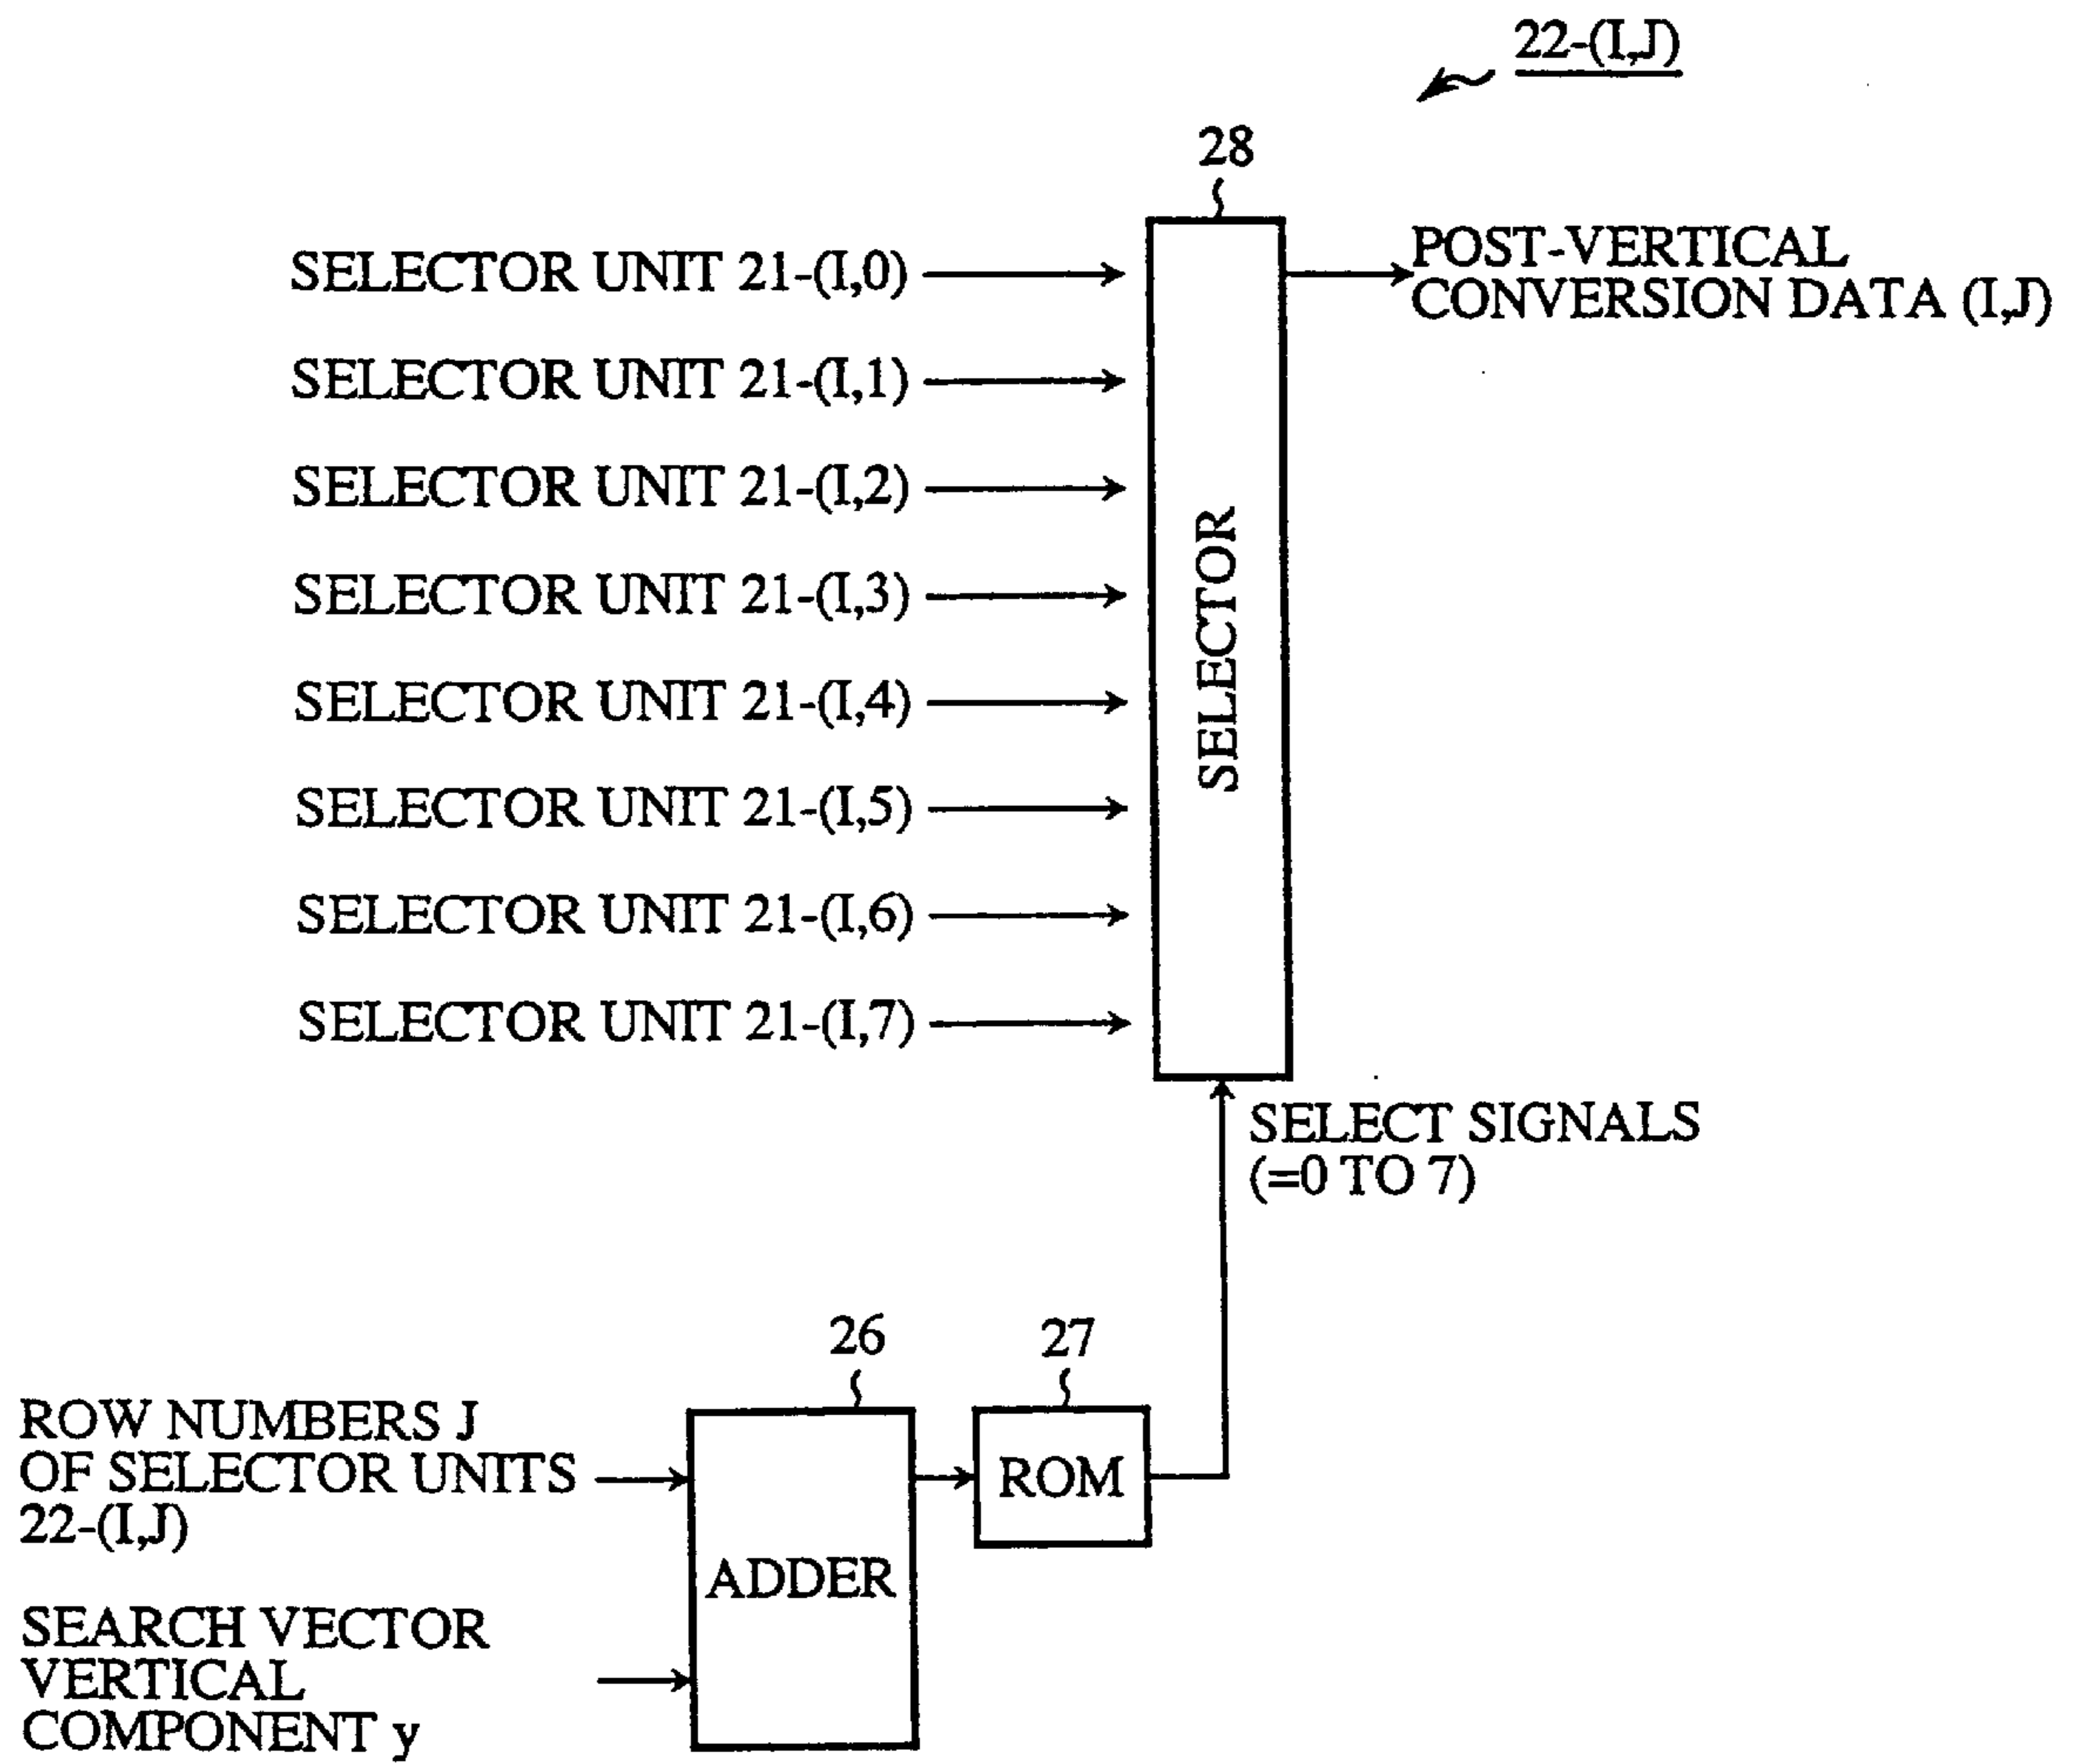 22-(I,J)
28
SELECTOR UNIT 21-(I,0)
SELECTOR UNIT 21-(I,1)
SELECTOR UNIT 21-(I,2)
SELECTOR UNIT 21-(I,3)
SELECTOR UNIT 21-(I,4)
SELECTOR UNIT 21-(I,5)
SELECTOR UNIT 21-(I,6)
SELECTOR UNIT 21-(I,7)
SELECTOR
POST-VERTICAL
CONVERSION DATA (I,J)
SELECT SIGNALS
(=0 TO 7)
26
27
ROW NUMBERS J
OF SELECTOR UNITS
22-(I,J)
SEARCH VECTOR
VERTICAL
COMPONENT y
ADDER
ROM